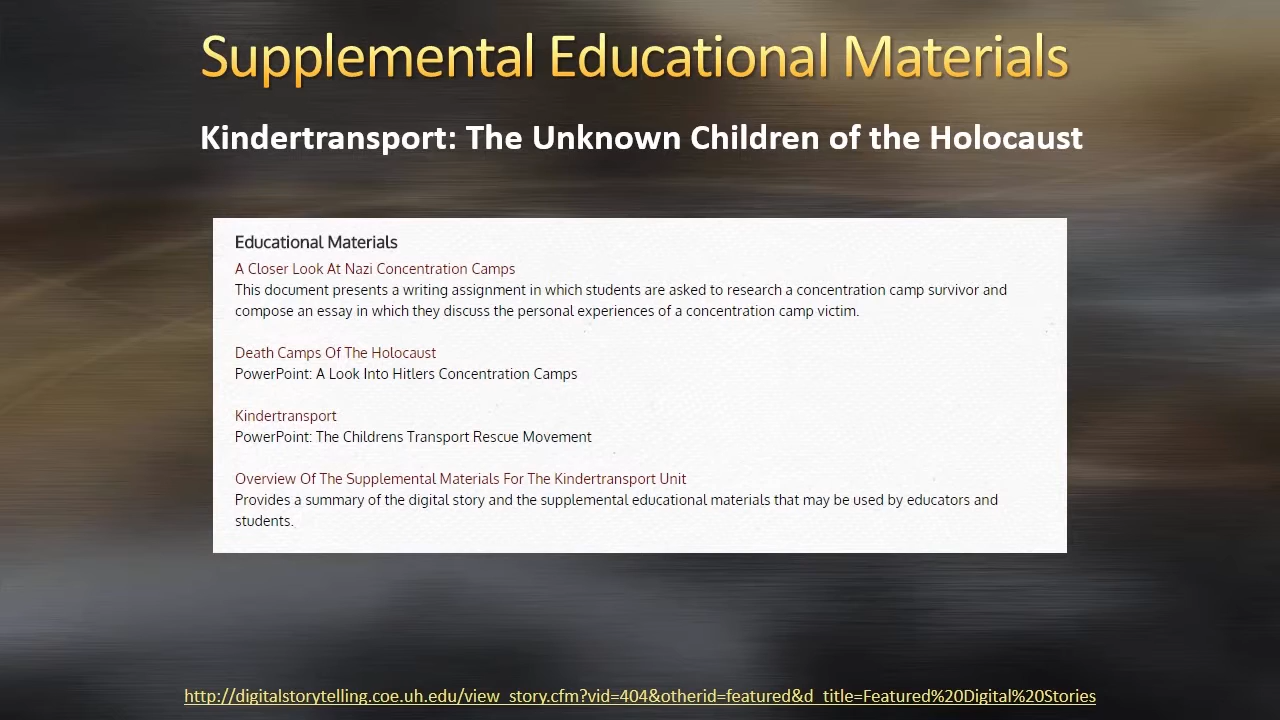 Supplemental Educational Materials
Kindertransport: The Unknown Children of the Holocaust
Educational Materials
A Closer Look At Nazi Concentration Camps
This document presents a writing assignment in which students are asked to research a concentration camp survivor and
compose an essay in which they discuss the personal experiences of a concentration camp victim.
Death Camps Of The Holocaust
PowerPoint: A Look Into Hitlers Concentration Camps
Kindertransport
PowerPoint: The Childrens Transport Rescue Movement
Overview Of The Supplemental Materials For The Kindertransport Unit
Provides a summary of the digital story and the supplemental educational materials that may be used by educators and
students.
http://digitalstorytelling.coe.uh.edu/view_story.cfm?vid=404&otherid=featured&d_title=Featured%20Digital%20Stories